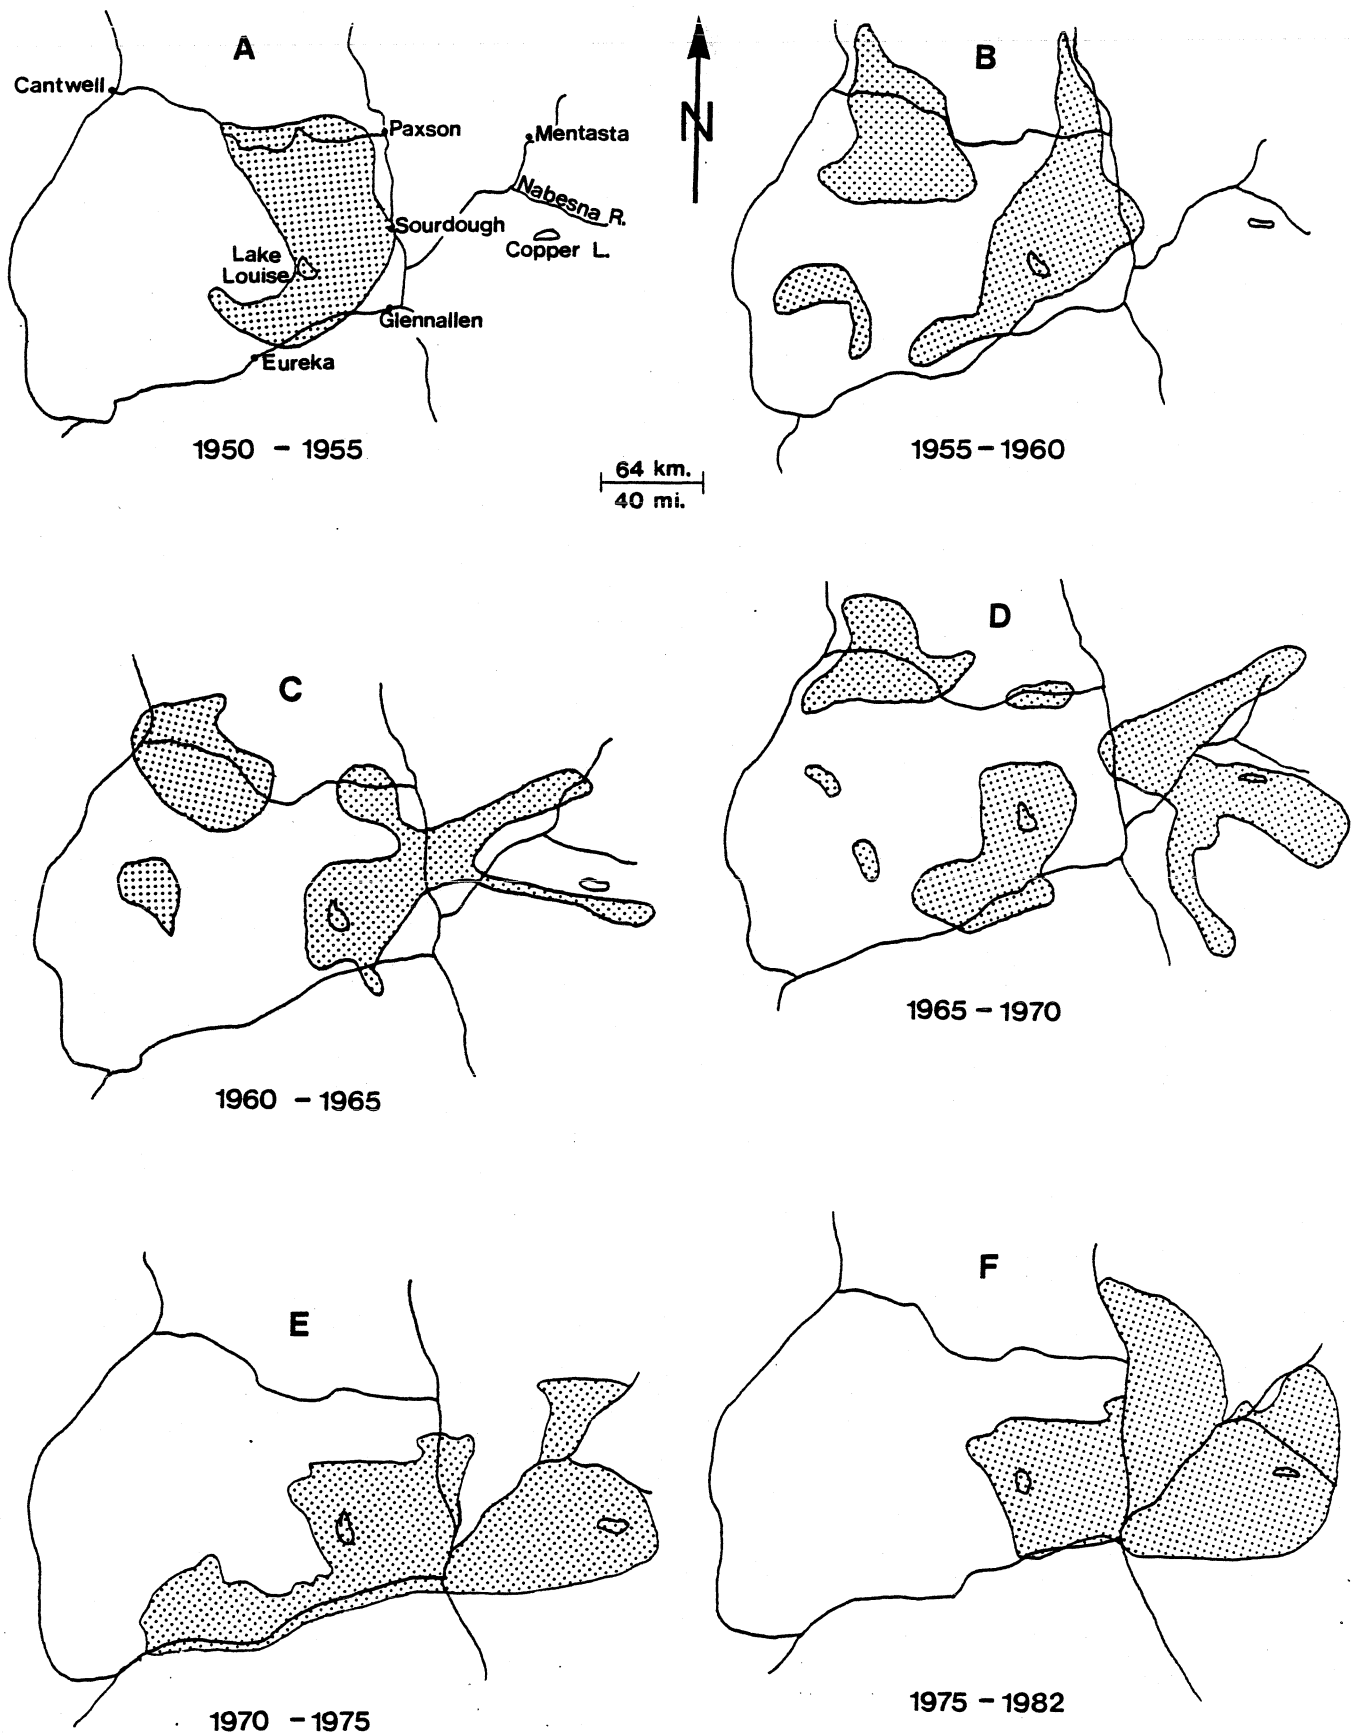 A
Cantwell
Paxson
Mentasta
Nabesna R.
Sourdough
Copper L.
Lake
Louise
Glennallen
Eureka
1950 - 1955
N
B
1955-1960
64 km.
40 mi.
C
1960 - 1965
D
1965-1970
E
1970 - 1975
F
1975-1982